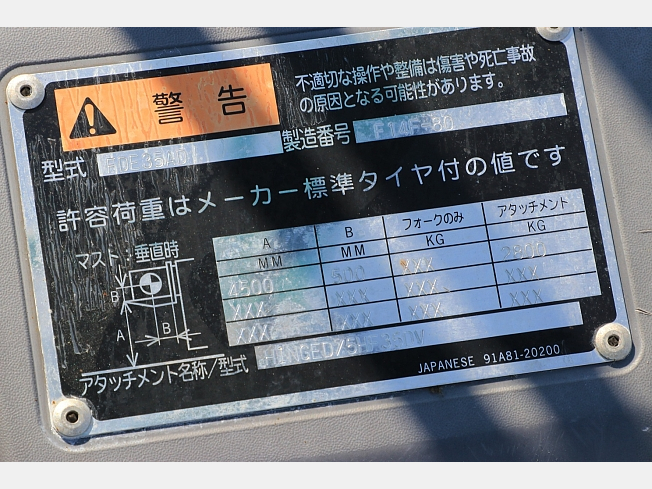 警告
不適切な操作や整備は傷害や死亡事故
の原因となる可能性があります。
型式
製造番号
許容荷重はメーカー標準タイヤ付の値です
マスト：垂直時
A B フォークのみ アタッチメント
MM MM KG KG
4500 500 XXX
XXX XXX XXX XXX
XXX XXX XXX XXX
B
A
B
アタッチメント名称/型式
JAPANESE 91A81-20200